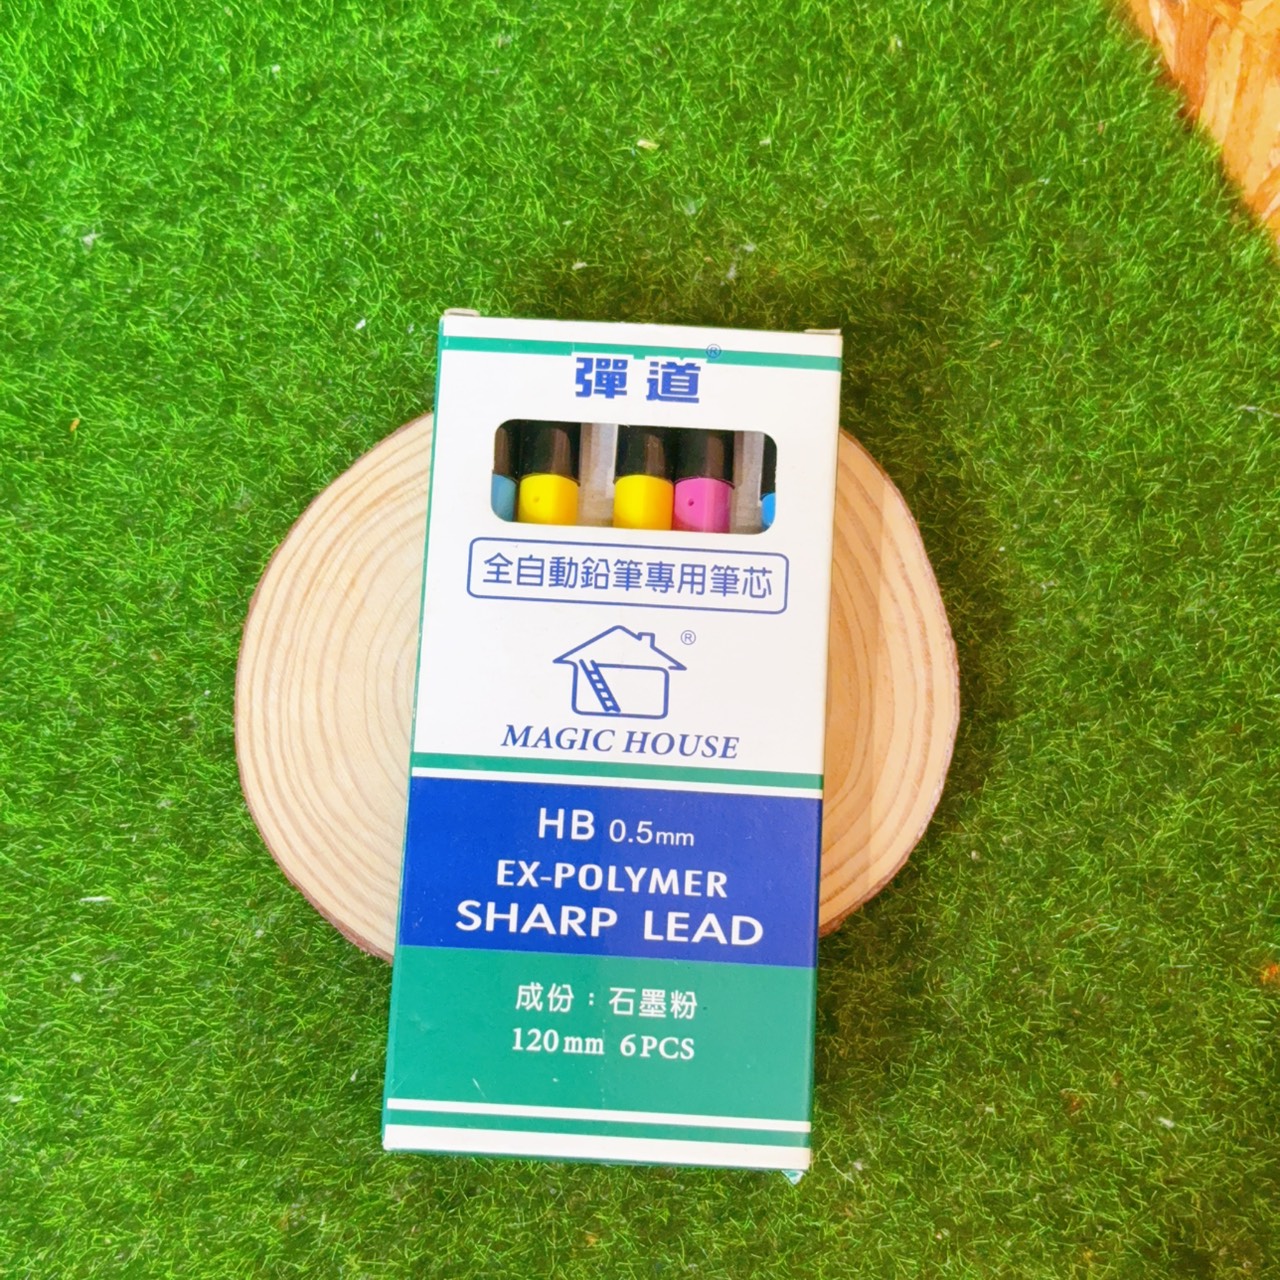 彈道®
全自動鉛筆專用筆芯
®
MAGIC HOUSE
HB 0.5mm
EX-POLYMER
SHARP LEAD
成份：石墨粉
120mm 6PCS